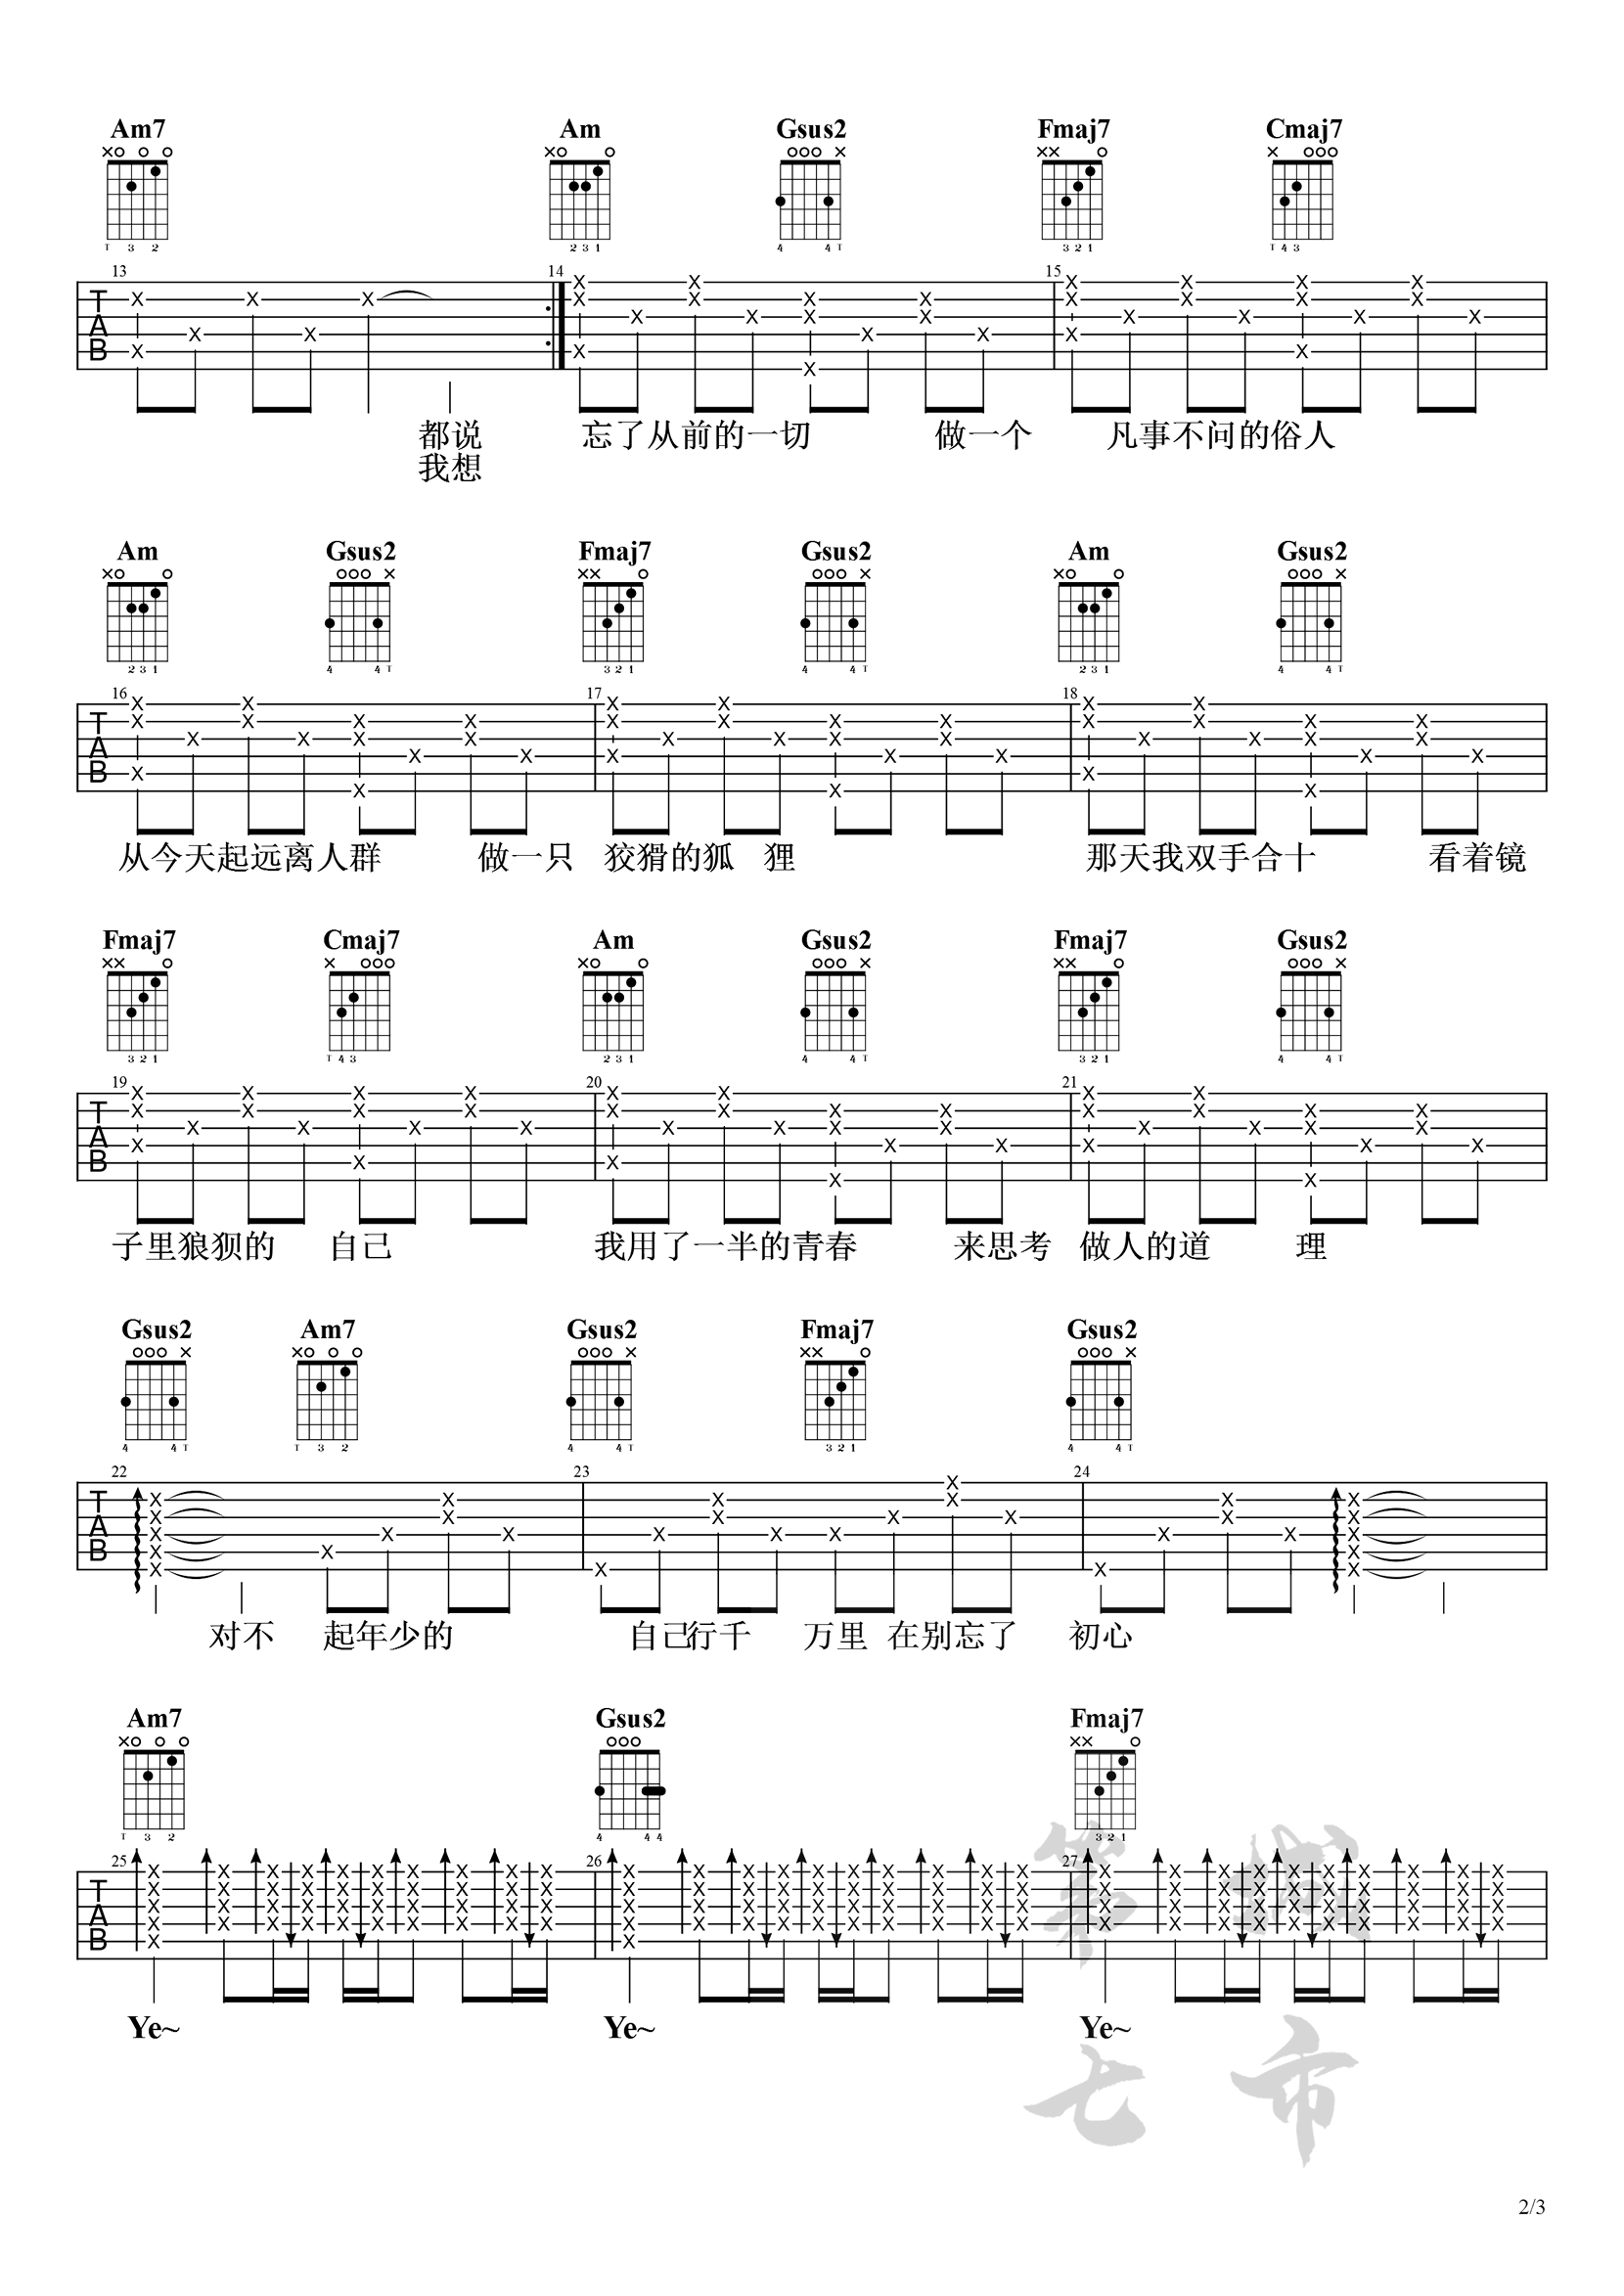 Am7 Am Gsus2 Fmaj7 Cmaj7
13 14 15
都说 忘了从前的一切 做一个 凡事不问的俗人
我想
Am Gsus2 Fmaj7 Gsus2 Am Gsus2
16 17 18
从今天起远离人群 做一只 狡猾的狐 狸 那天我双手合十 看着镜
Fmaj7 Cmaj7 Am Gsus2 Fmaj7 Gsus2
19 20 21
子里狼狈的 自己 我用了一半的青春 来思考 做人的道 理
Gsus2 Am7 Gsus2 Fmaj7 Gsus2
22 23 24
对不 起年少的 自己行千 万里 在别忘了 初心
Am7 Gsus2 Fmaj7
25 26 27
Ye~ Ye~ Ye~
第 城
七 市
2/3